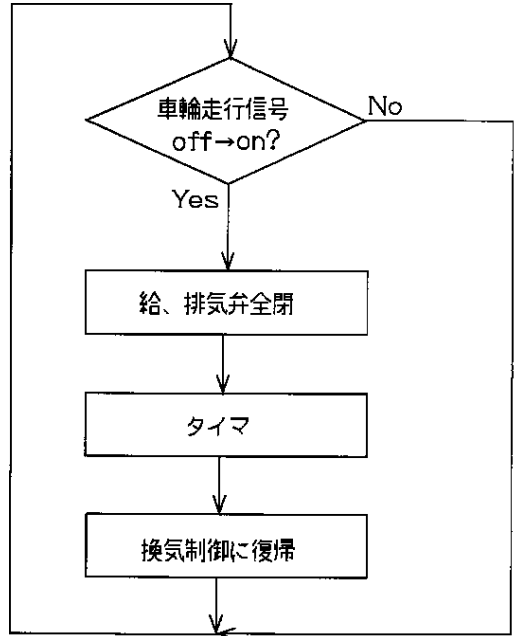 車輪走行信号
off→on?
No
Yes
給、排気弁全閉
タイマ
換気制御に復帰